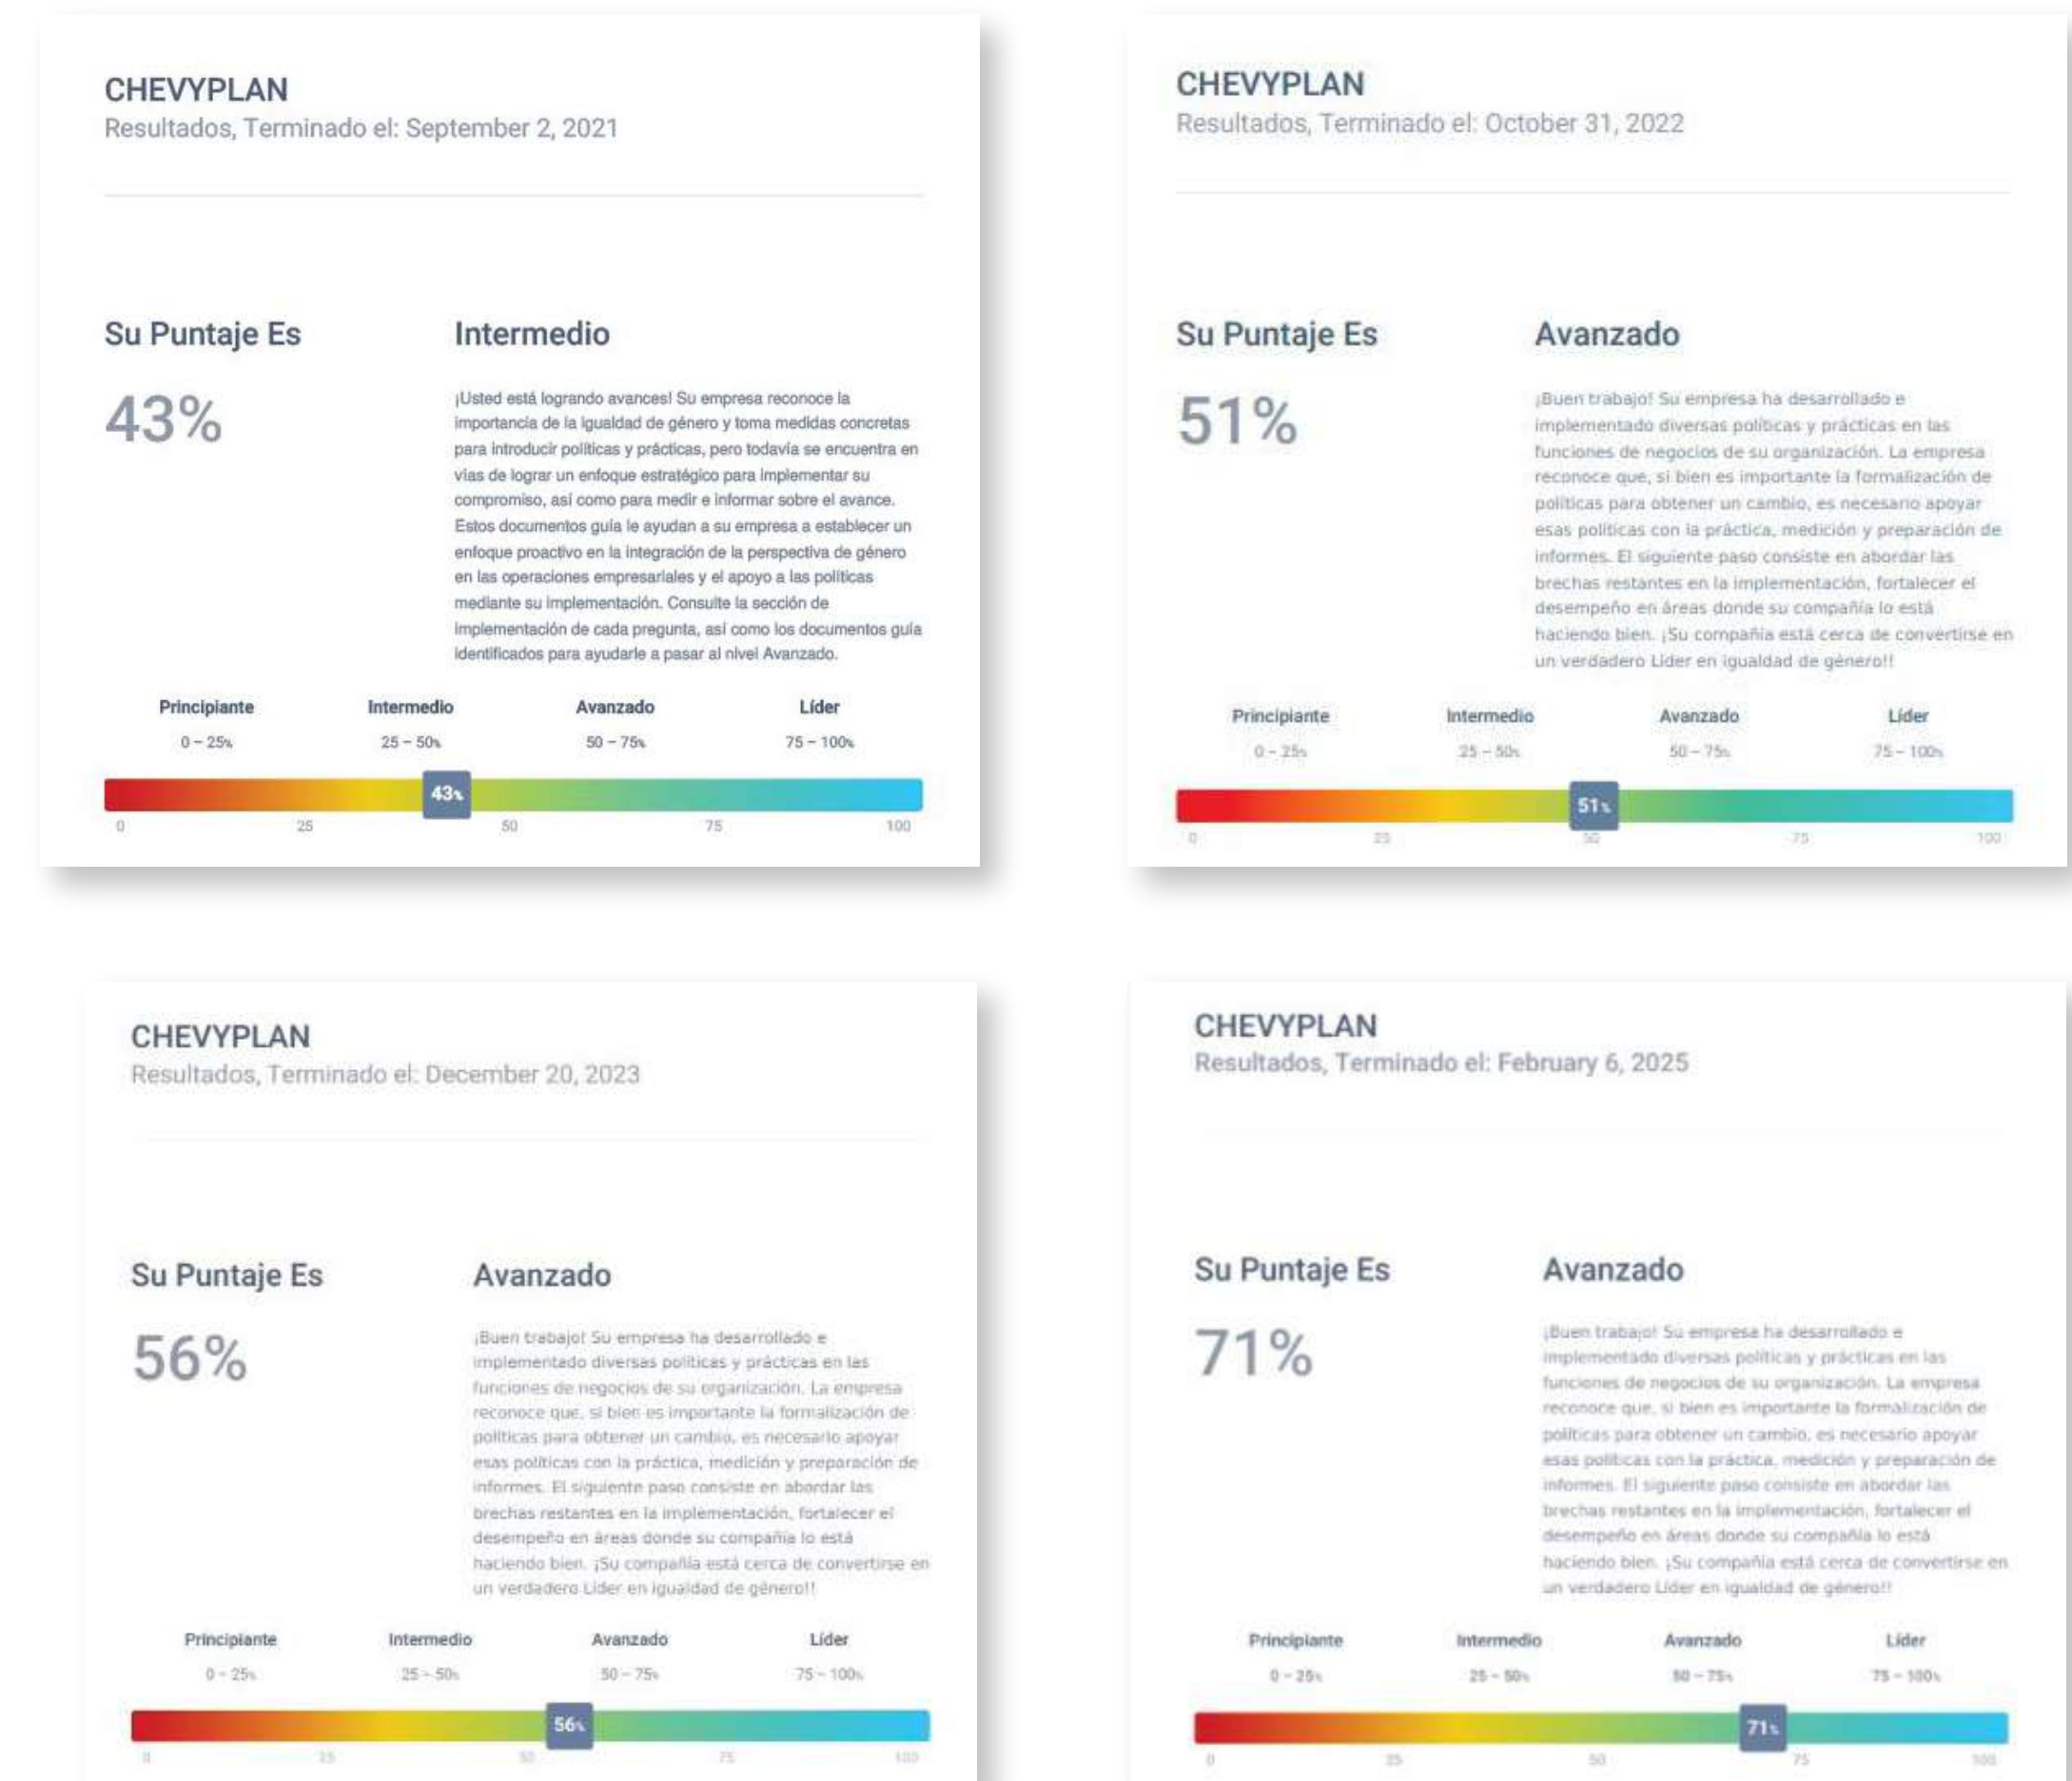 CHEVYPLAN
Resultados, Terminado el: September 2, 2021
Su Puntaje Es
43%
Intermedio
¡Usted está logrando avances! Su empresa reconoce la
importancia de la igualdad de género y toma medidas concretas
para introducir políticas y prácticas, pero todavía se encuentra en
vías de lograr un enfoque estratégico para implementar su
compromiso, así como para medir e informar sobre el avance.
Estos documentos guía le ayudan a su empresa a establecer un
enfoque proactivo en la integración de la perspectiva de género
en las operaciones empresariales y el apoyo a las políticas
mediante su implementación. Consulte la sección de
implementación de cada pregunta, así como los documentos guía
identificados para ayudarle a pasar al nivel Avanzado.
Principiante Intermedio Avanzado Líder
0 – 25% 25 – 50% 50 – 75% 75 – 100%
43%
0 25 50 75 100
CHEVYPLAN
Resultados, Terminado el: October 31, 2022
Su Puntaje Es
51%
Avanzado
¡Buen trabajo! Su empresa ha desarrollado e
implementado diversas políticas y prácticas en las
funciones de negocios de su organización. La empresa
reconoce que, si bien es importante la formalización de
políticas para obtener un cambio, es necesario apoyar
esas políticas con la práctica, medición y preparación de
informes. El siguiente paso consiste en abordar las
brechas restantes en la implementación, fortalecer el
desempeño en áreas donde su compañía lo está
haciendo bien. ¡Su compañía está cerca de convertirse en
un verdadero Líder en igualdad de género!!
Principiante Intermedio Avanzado Líder
0 – 25% 25 – 50% 50 – 75% 75 – 100%
51%
0 25 50 75 100
CHEVYPLAN
Resultados, Terminado el: December 20, 2023
Su Puntaje Es
56%
Avanzado
¡Buen trabajo! Su empresa ha desarrollado e
implementado diversas políticas y prácticas en las
funciones de negocios de su organización. La empresa
reconoce que, si bien es importante la formalización de
políticas para obtener un cambio, es necesario apoyar
esas políticas con la práctica, medición y preparación de
informes. El siguiente paso consiste en abordar las
brechas restantes en la implementación, fortalecer el
desempeño en áreas donde su compañía lo está
haciendo bien. ¡Su compañía está cerca de convertirse en
un verdadero Líder en igualdad de género!!
Principiante Intermedio Avanzado Líder
0 – 25% 25 – 50% 50 – 75% 75 – 100%
56%
0 25 50 75 100
CHEVYPLAN
Resultados, Terminado el: February 6, 2025
Su Puntaje Es
71%
Avanzado
¡Buen trabajo! Su empresa ha desarrollado e
implementado diversas políticas y prácticas en las
funciones de negocios de su organización. La empresa
reconoce que, si bien es importante la formalización de
políticas para obtener un cambio, es necesario apoyar
esas políticas con la práctica, medición y preparación de
informes. El siguiente paso consiste en abordar las
brechas restantes en la implementación, fortalecer el
desempeño en áreas donde su compañía lo está
haciendo bien. ¡Su compañía está cerca de convertirse en
un verdadero Líder en igualdad de género!!
Principiante Intermedio Avanzado Líder
0 – 25% 25 – 50% 50 – 75% 75 – 100%
71%
0 25 50 75 100